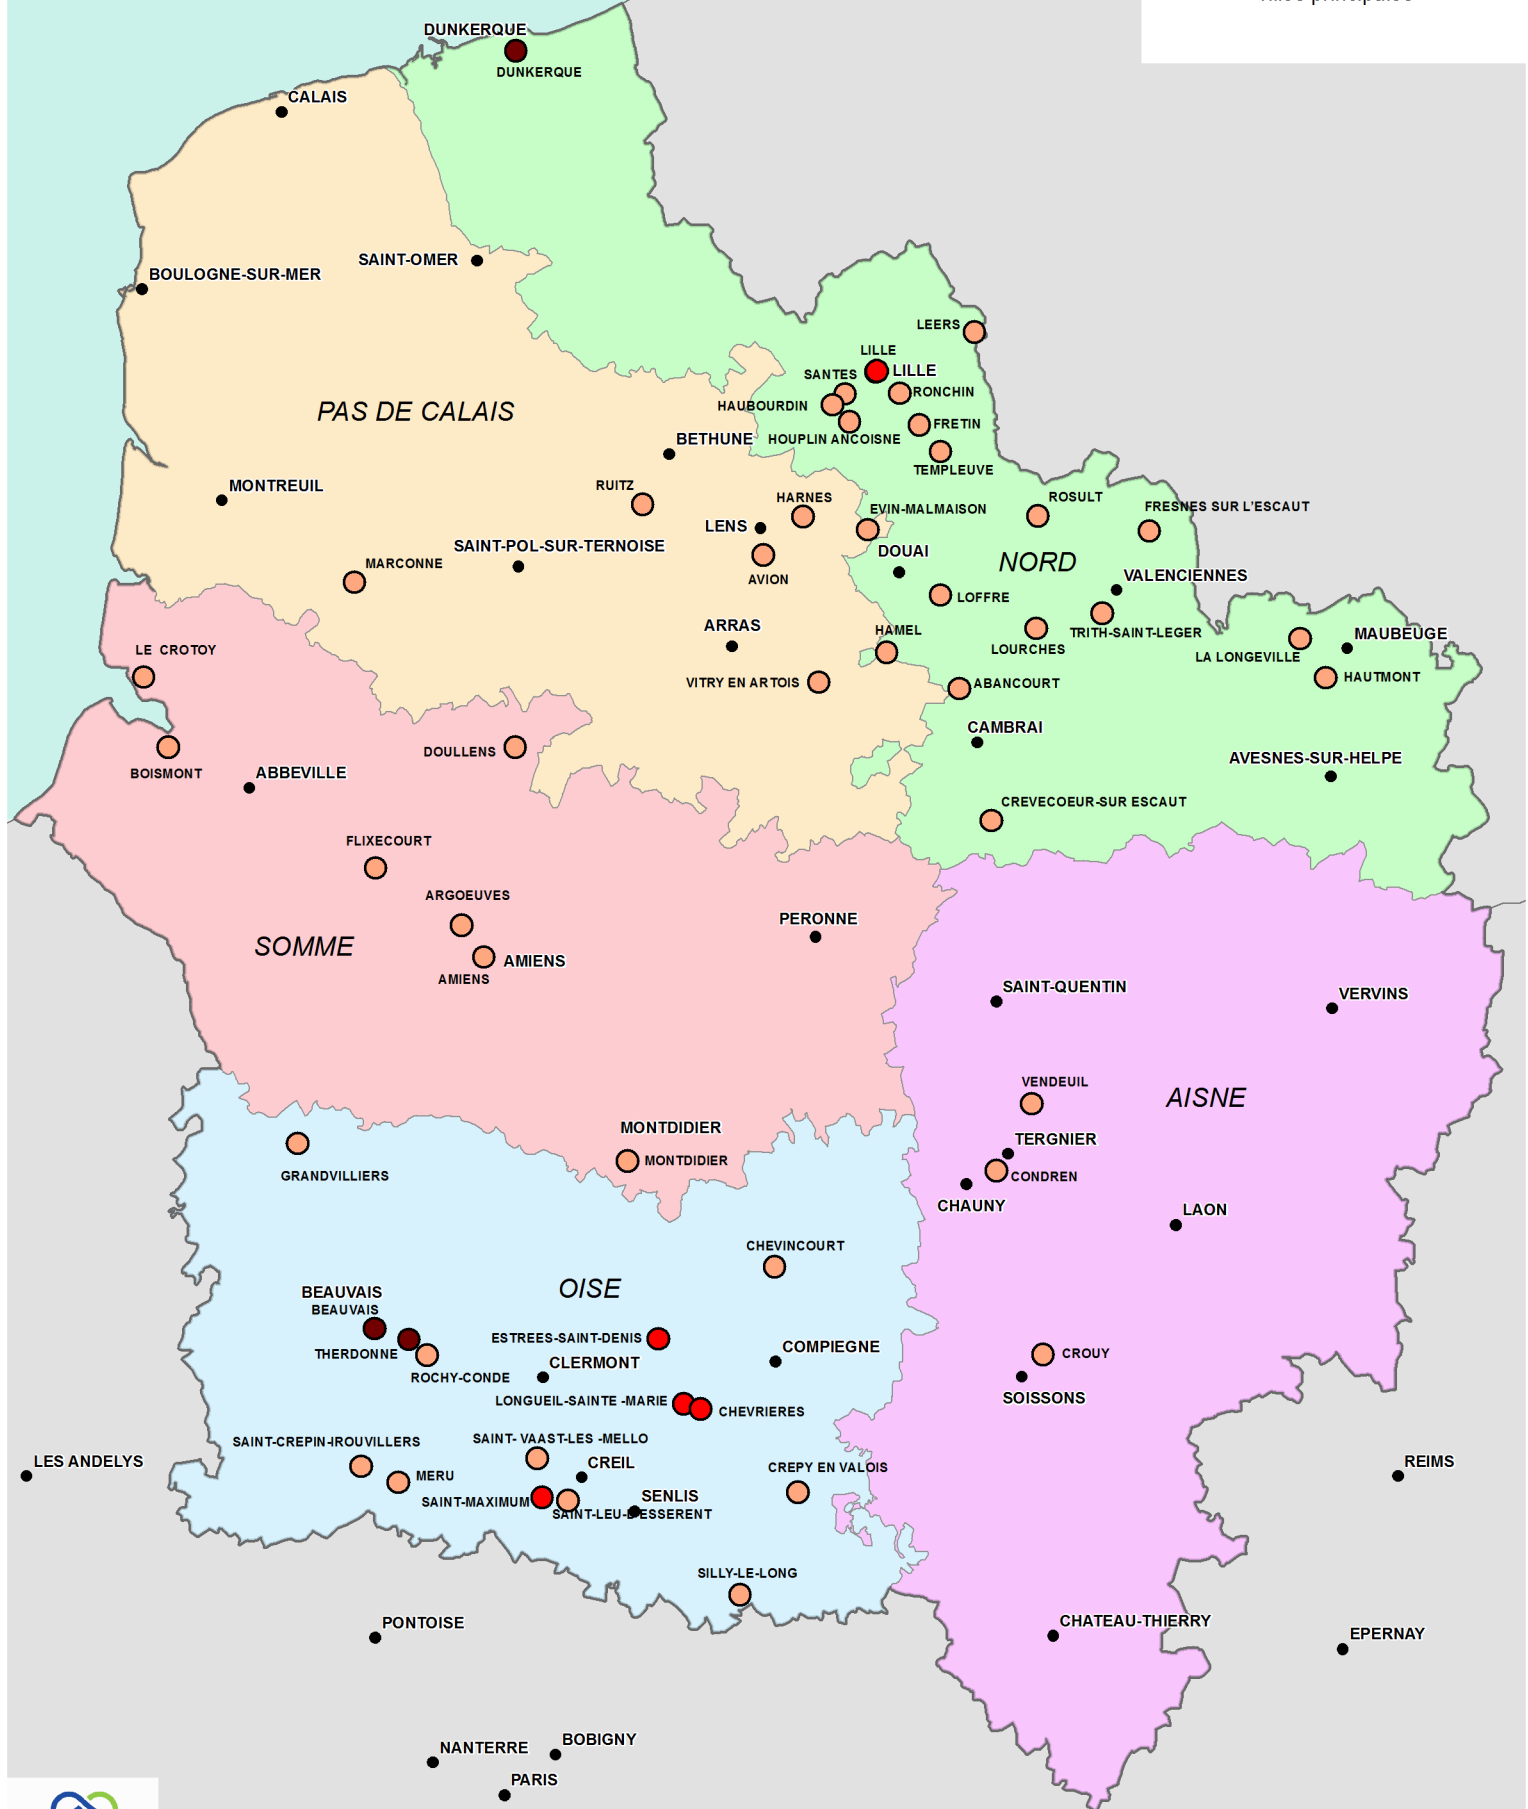 DUNKERQUE
DUNKERQUE
CALAIS
SAINT-OMER
BOULOGNE-SUR-MER
LEERS
LILLE
LILLE
SANTES
RONCHIN
HAUBOURDIN
PAS DE CALAIS
FRETIN
HOUPLIN ANCOISNE
BETHUNE
TEMPLEUVE
MONTREUIL
RUITZ
HARNES
ROSULT
FRESNES SUR L'ESCAUT
EVIN-MALMAISON
LENS
SAINT-POL-SUR-TERNOISE
DOUAI
NORD
MARCONNE
AVION
VALENCIENNES
LOFFRE
ARRAS
HAMEL
TRITH-SAINT-LEGER
MAUBEUGE
LE CROTOY
LOURCHES
LA LONGEVILLE
VITRY EN ARTOIS
ABANCOURT
HAUTMONT
CAMBRAI
DOULLENS
AVESNES-SUR-HELPE
BOISMONT
ABBEVILLE
CREVECOEUR-SUR ESCAUT
FLIXECOURT
ARGOEUVES
PERONNE
SOMME
AMIENS
AMIENS
SAINT-QUENTIN
VERVINS
VENDEUIL
AISNE
MONTDIDIER
TERGNIER
MONTDIDIER
GRANDVILLIERS
CONDREN
CHAUNY
LAON
CHEVINCOURT
OISE
BEAUVAIS
BEAUVAIS
ESTREES-SAINT-DENIS
COMPIEGNE
THERDONNE
CROUY
CLERMONT
ROCHY-CONDE
SOISSONS
LONGUEIL-SAINTE -MARIE
CHEVRIERES
SAINT-CREPIN-IROUVILLERS
SAINT- VAAST-LES -MELLO
LES ANDELYS
CREIL
CREPY EN VALOIS
REIMS
MERU
SENLIS
SAINT-MAXIMUM
SAINT-LEU-D'ESSERENT
SILLY-LE-LONG
PONTOISE
CHATEAU-THIERRY
EPERNAY
BOBIGNY
NANTERRE
PARIS